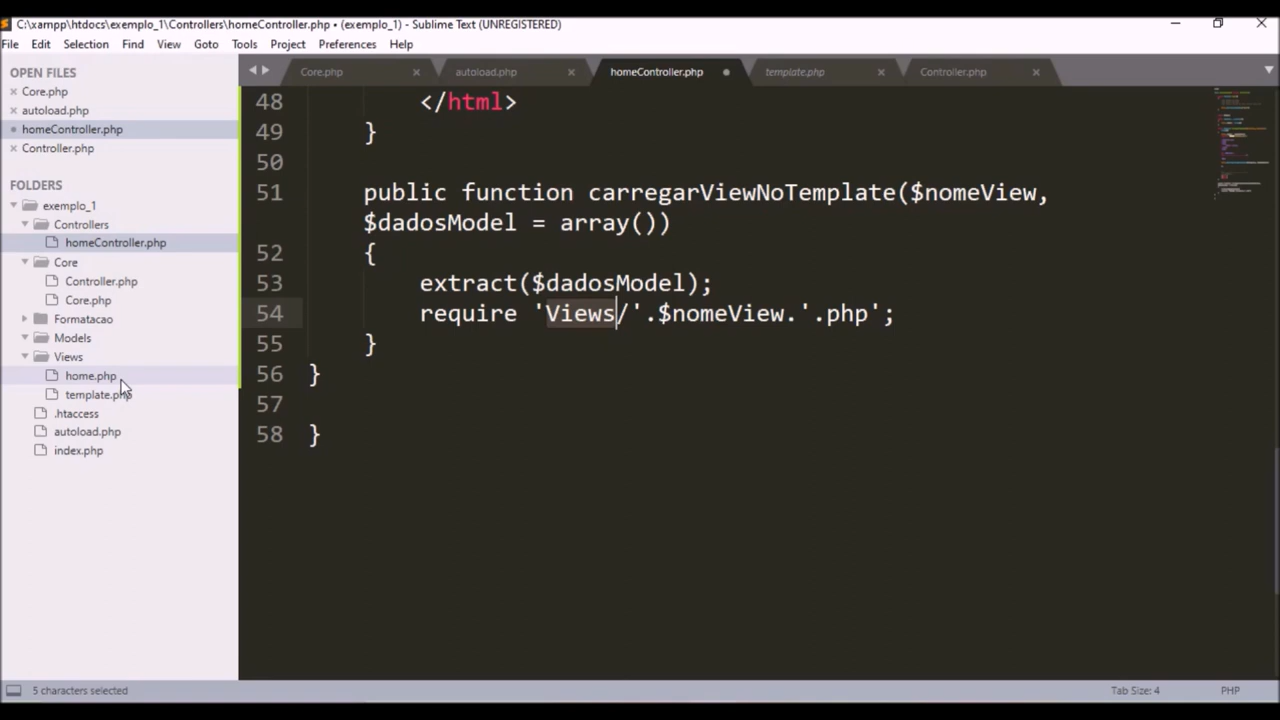 C:\xampp\htdocs\exemplo_1\Controllers\homeController.php • (exemplo_1) - Sublime Text (UNREGISTERED)
File Edit Selection Find View Goto Tools Project Preferences Help
OPEN FILES
Core.php
autoload.php
homeController.php
Controller.php
FOLDERS
exemplo_1
Controllers
homeController.php
Core
Controller.php
Core.php
Formatacao
Models
Views
home.php
template.php
.htaccess
autoload.php
index.php
Core.php autoload.php homeController.php template.php Controller.php
48 </html>
49 }
50
51 public function carregarViewNoTemplate($nomeView,
$dadosModel = array())
52 {
53 extract($dadosModel);
54 require 'Views/'.$nomeView.'.php';
55 }
56 }
57
58 }
5 characters selected Tab Size: 4 PHP